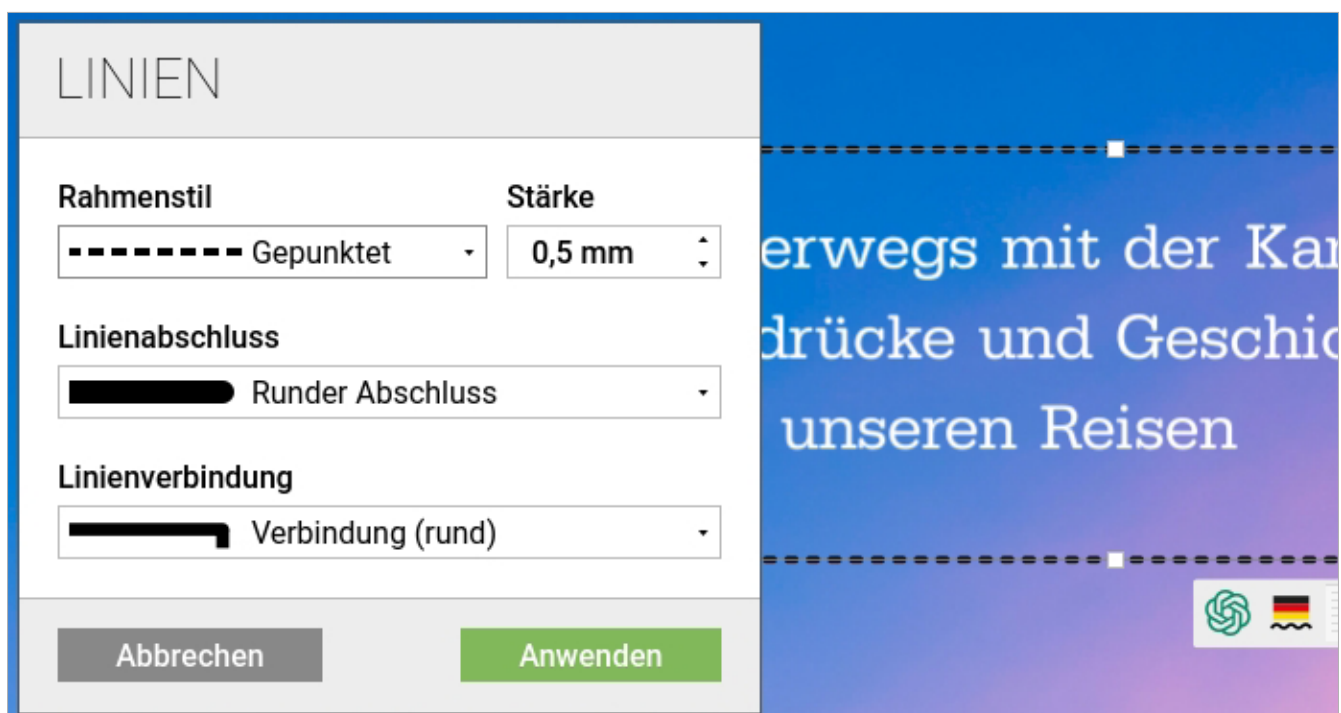 LINIEN
Rahmenstil
Stärke
Gepunktet
0,5 mm
Linienabschluss
Runder Abschluss
Linienverbindung
Verbindung (rund)
Abbrechen
Anwenden
erwegs mit der Kar
drücke und Geschic
unseren Reisen